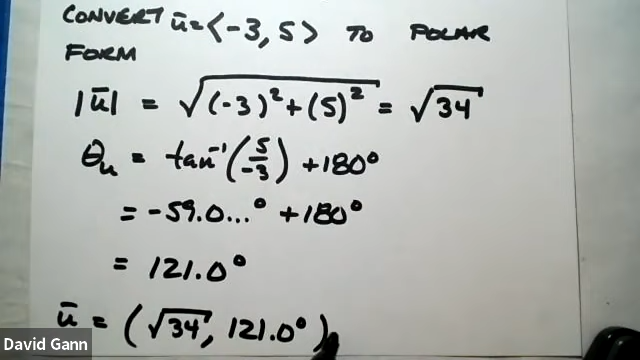 CONVERT ū = ⟨-3, 5⟩ TO POLAR
FORM
|ū| = √((-3)² + (5)²) = √34
θᵤ = tan⁻¹(5/-3) + 180°
= -59.0...° + 180°
= 121.0°
ū = (√34, 121.0°)
David Gann